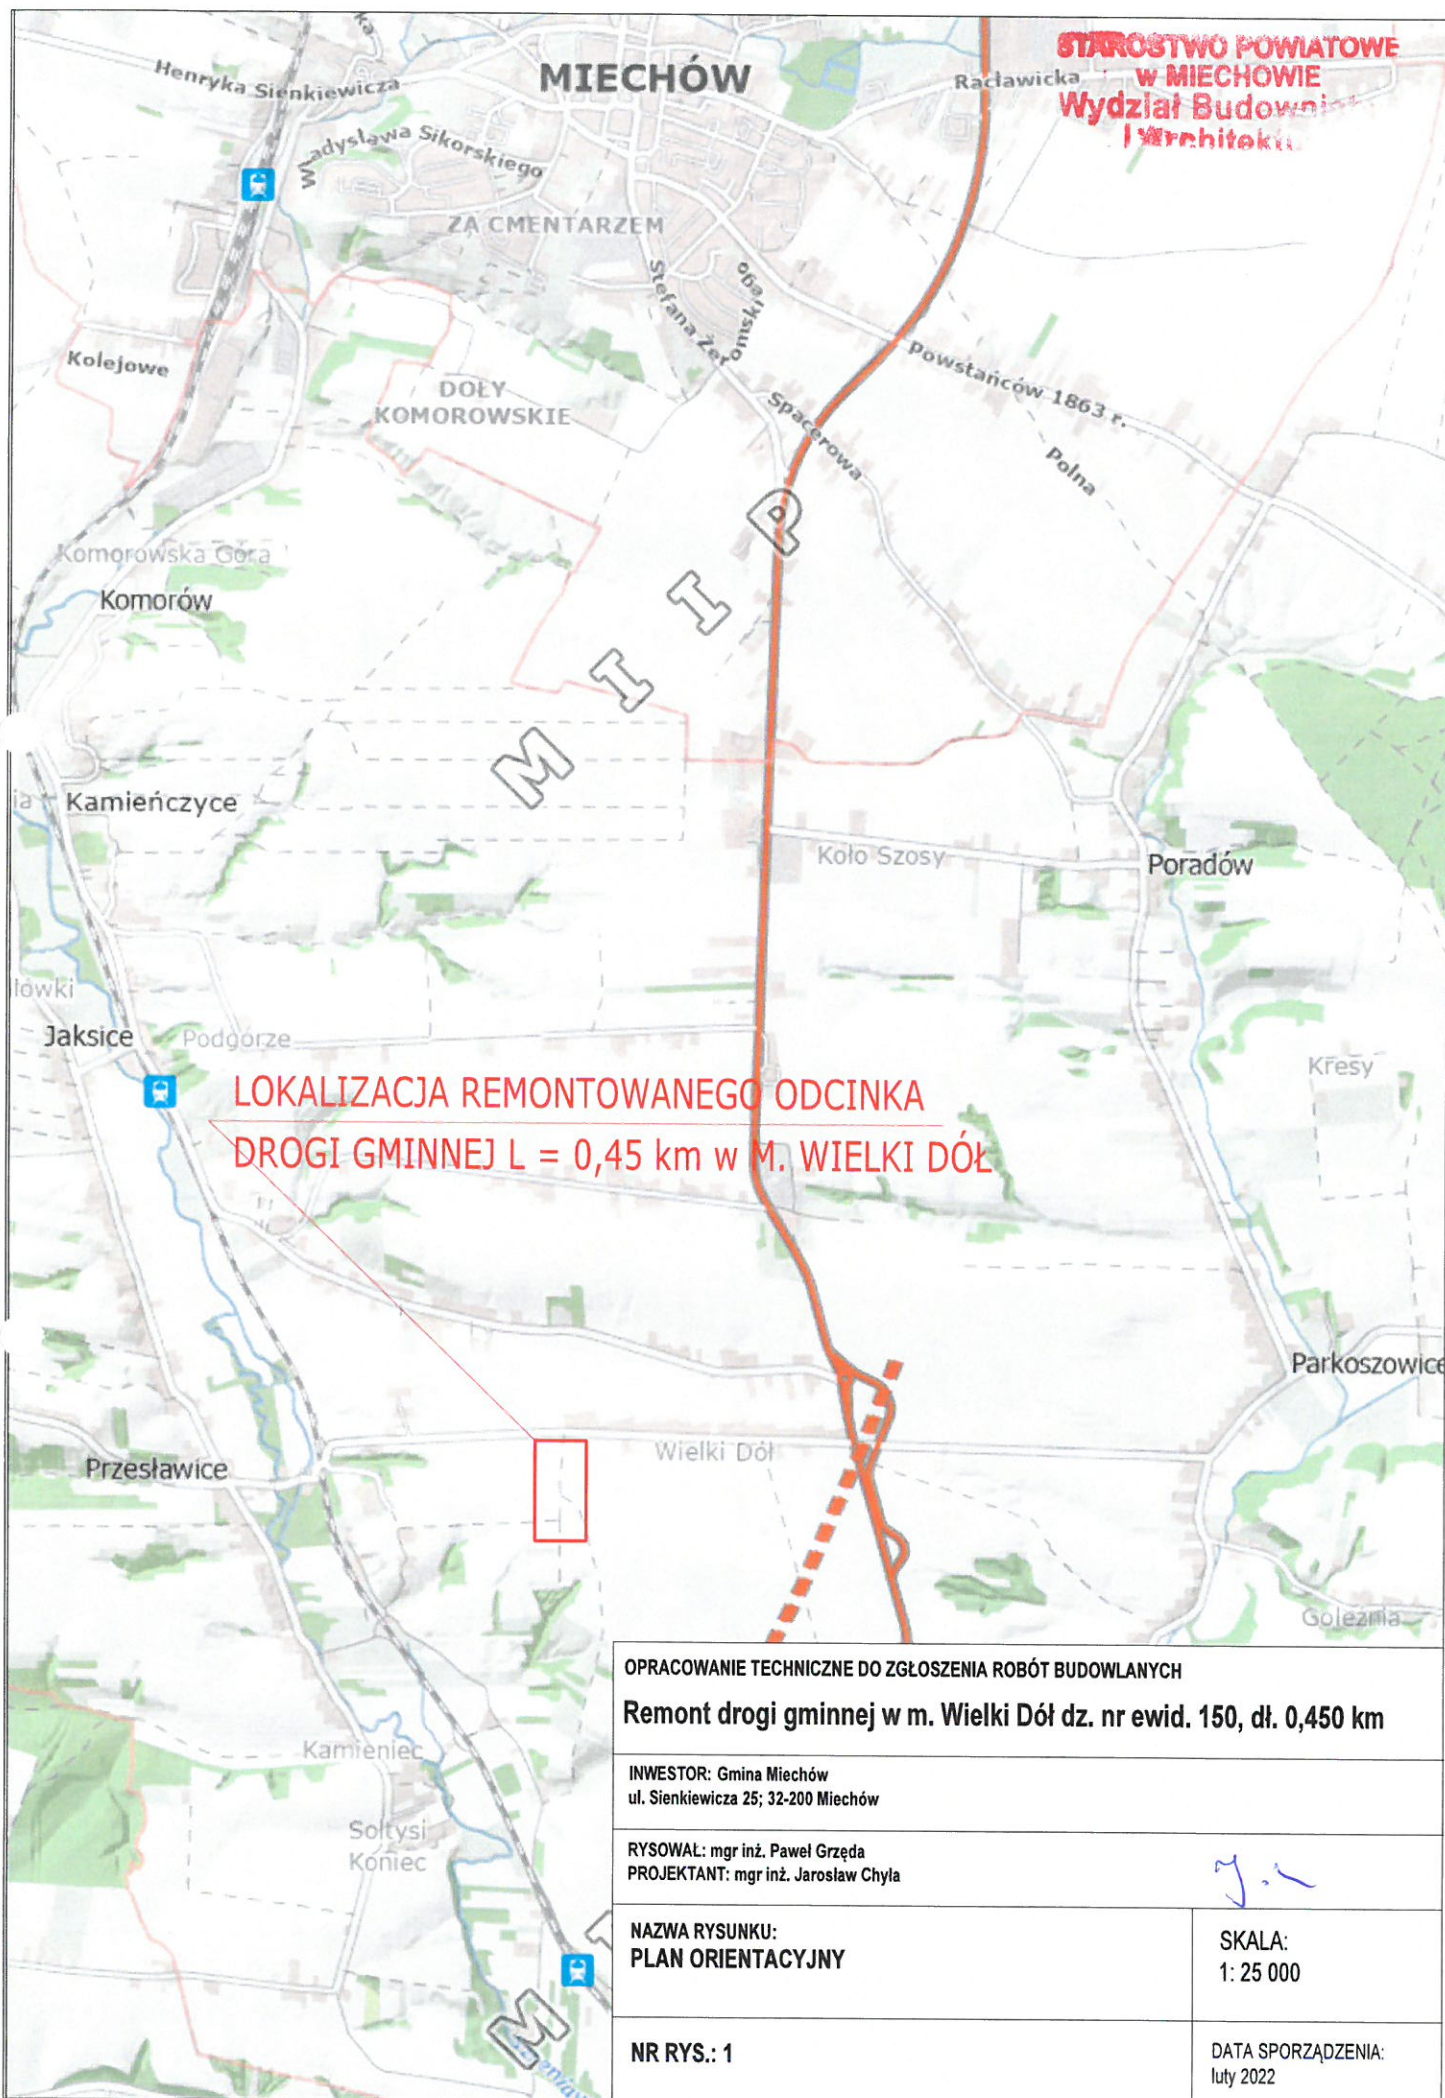 STAROSTWO POWIATOWE
w MIECHOWIE
Wydział
MIECHÓW
Racławicka
Henryka Sienkiewicza
Władysława Sikorskiego
ZA CMENTARZEM
Stefana Żeromskiego
Kolejowe
DOŁY
KOMOROWSKIE
Spacerowa
Powstańców 1863 r.
Polna
M I I P
Komorowska Góra
Komorów
Kamieńczyce
Koło Szosy
Poradów
Jaksice
Podgórze
Kresy
LOKALIZACJA REMONTOWANEGO ODCINKA
DROGI GMINNEJ L = 0,45 km w M. WIELKI DÓŁ
Parkoszowice
Przesławice
Wielki Dół
Goleźnia
Kamieniec
Sołtysi
Koniec
M
OPRACOWANIE TECHNICZNE DO ZGŁOSZENIA ROBÓT BUDOWLANYCH
Remont drogi gminnej w m. Wielki Dół dz. nr ewid. 150, dł. 0,450 km
INWESTOR: Gmina Miechów
ul. Sienkiewicza 25; 32-200 Miechów
RYSOWAŁ: mgr inż. Paweł Grzęda
PROJEKTANT: mgr inż. Jarosław Chyla
NAZWA RYSUNKU:
PLAN ORIENTACYJNY
SKALA:
1: 25 000
NR RYS.: 1
DATA SPORZĄDZENIA:
luty 2022